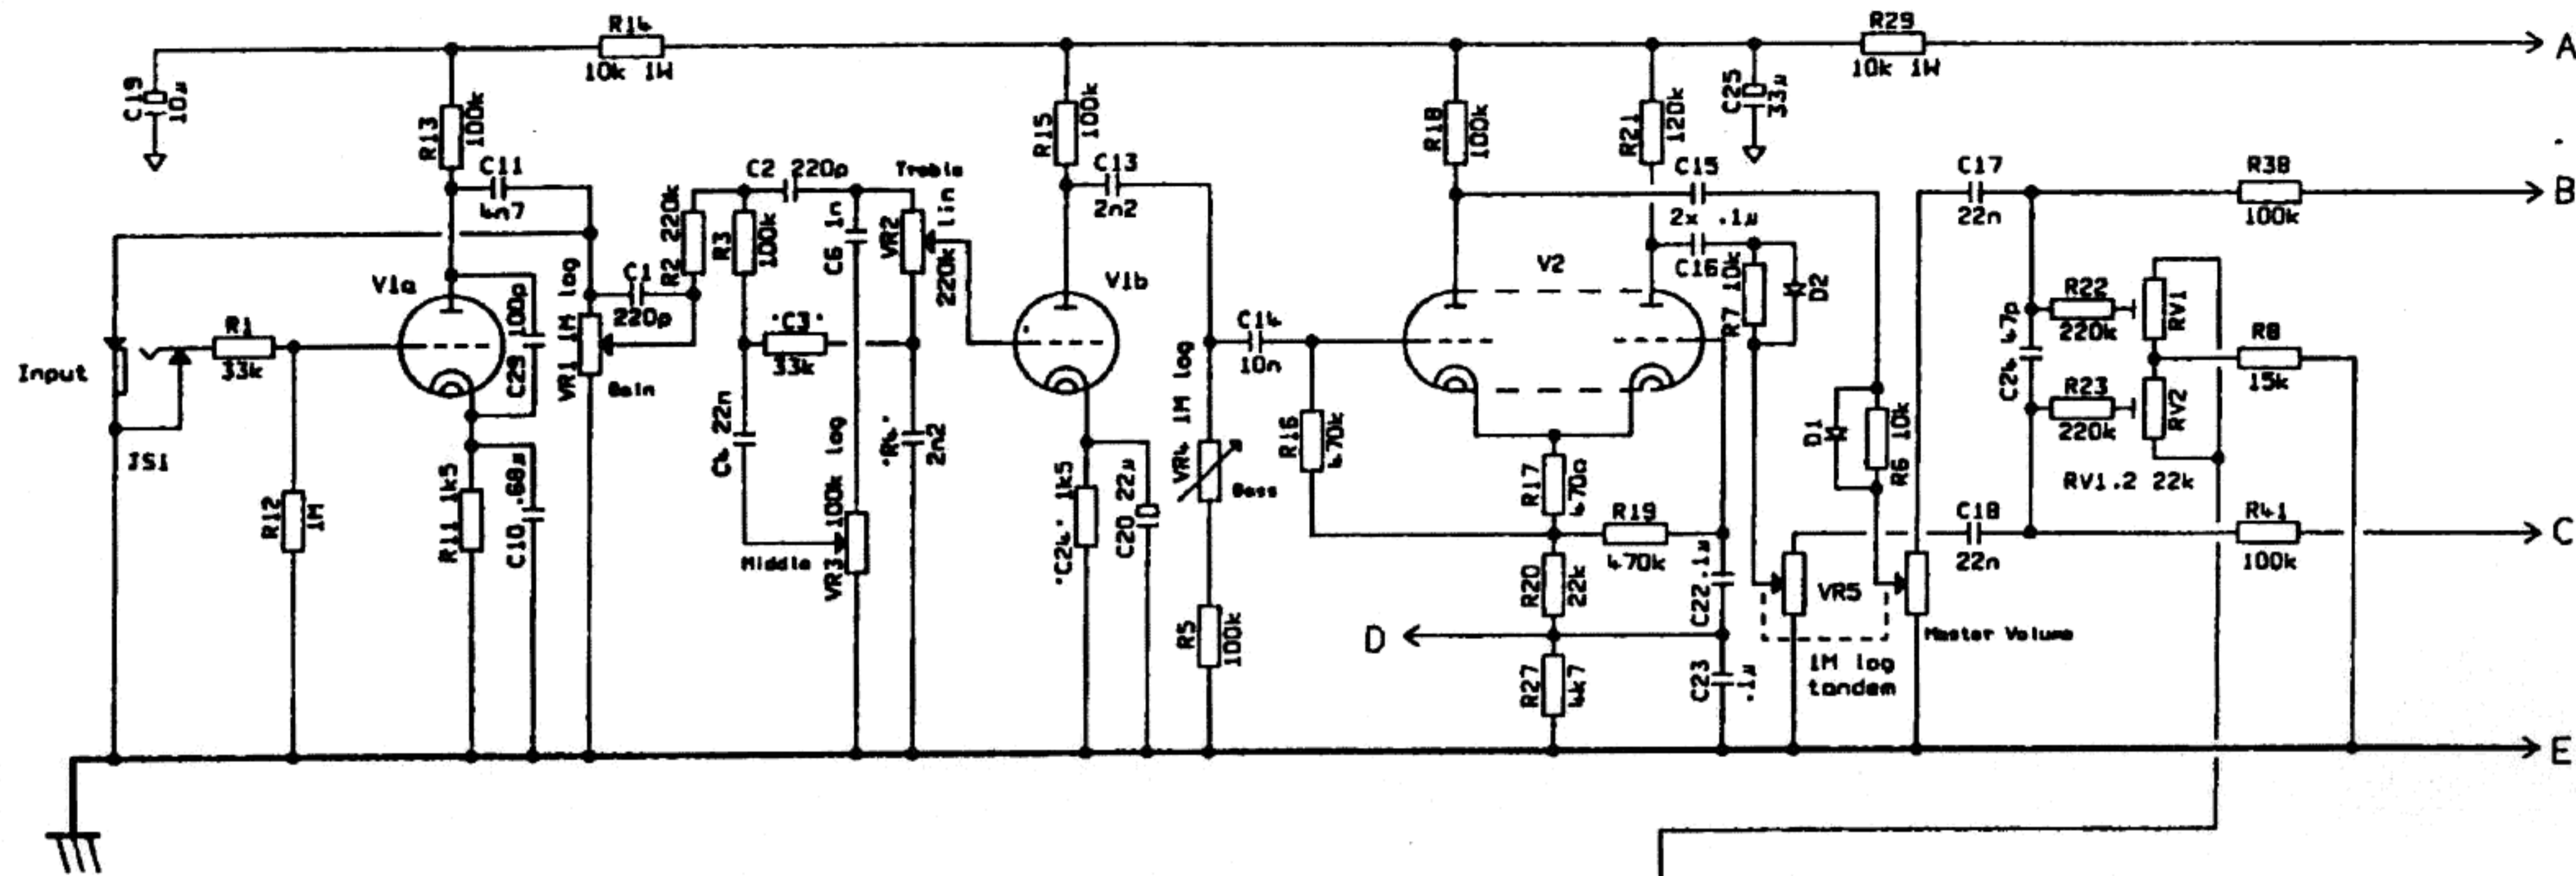 R14
10k 1W
R29
10k 1W
A
C19
10µ
R13
100k
R15
100k
R18
100k
R21
120k
C25
33µ
C11
4n7
C2 220p
Treble
C13
2n2
C15
2x .1µ
C16
C17
22n
R38
100k
B
R2 220k
R3
100k
C6 1n
VR2
220k lin
V1a
V1b
V2
R7 10k
D2
C29 100p
VR1 1M log
Gain
C1
220p
R1
33k
Input
JS1
"C3"
33k
C14
10n
R22
220k
RV1
C24 47p
R23
220k
RV2
R8
15k
RV1.2 22k
R12
1M
R11 1k5
C10 .68µ
C4 22n
Middle
VR3 100k log
"R4"
2n2
"C24" 1k5
C20 22µ
VR4 1M log
Bass
R5
100k
R16
470k
R17
470Ω
R19
470k
R20
22k
C22 .1µ
D
R27
4k7
C23
.1µ
D1
R6 10k
VR5
1M log
tandem
Master Volume
C18
22n
R41
100k
C
E